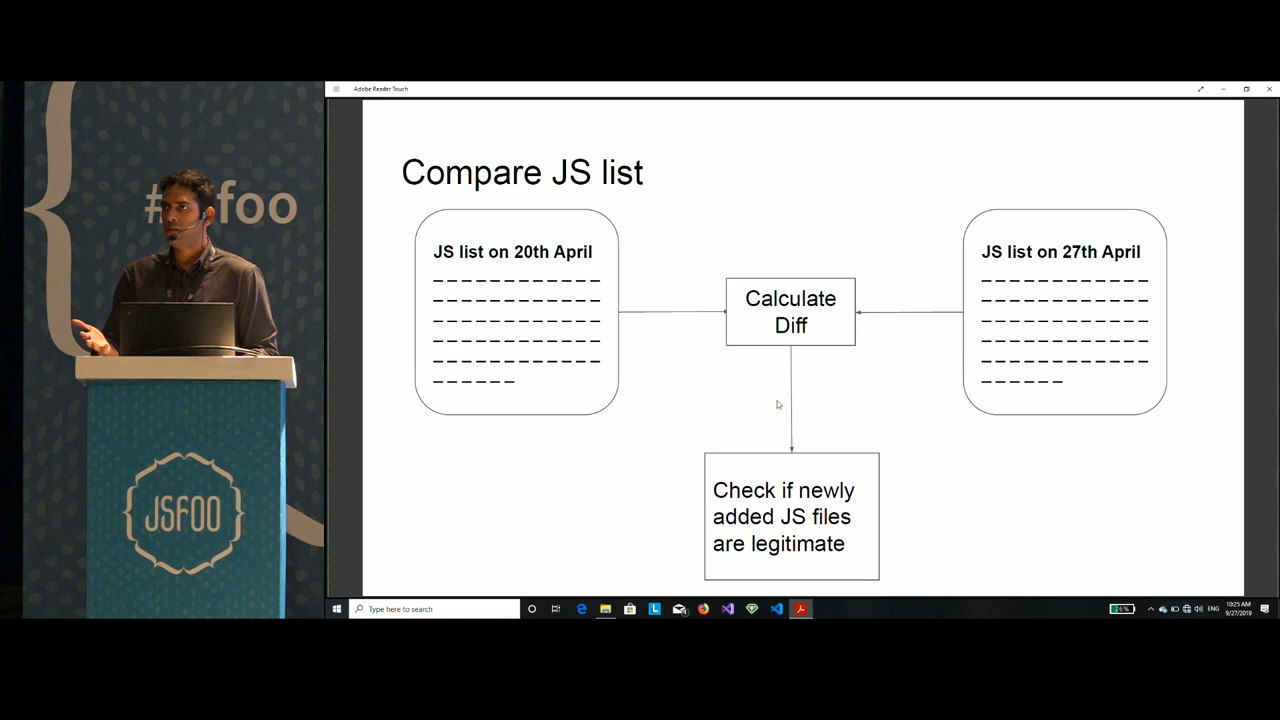 Adobe Reader Touch
#
foo
Compare JS list
JS list on 20th April
JS list on 27th April
Calculate
Diff
Check if newly
added JS files
are legitimate
JSFOO
Type here to search
ENG
10:25 AM
9/27/2019